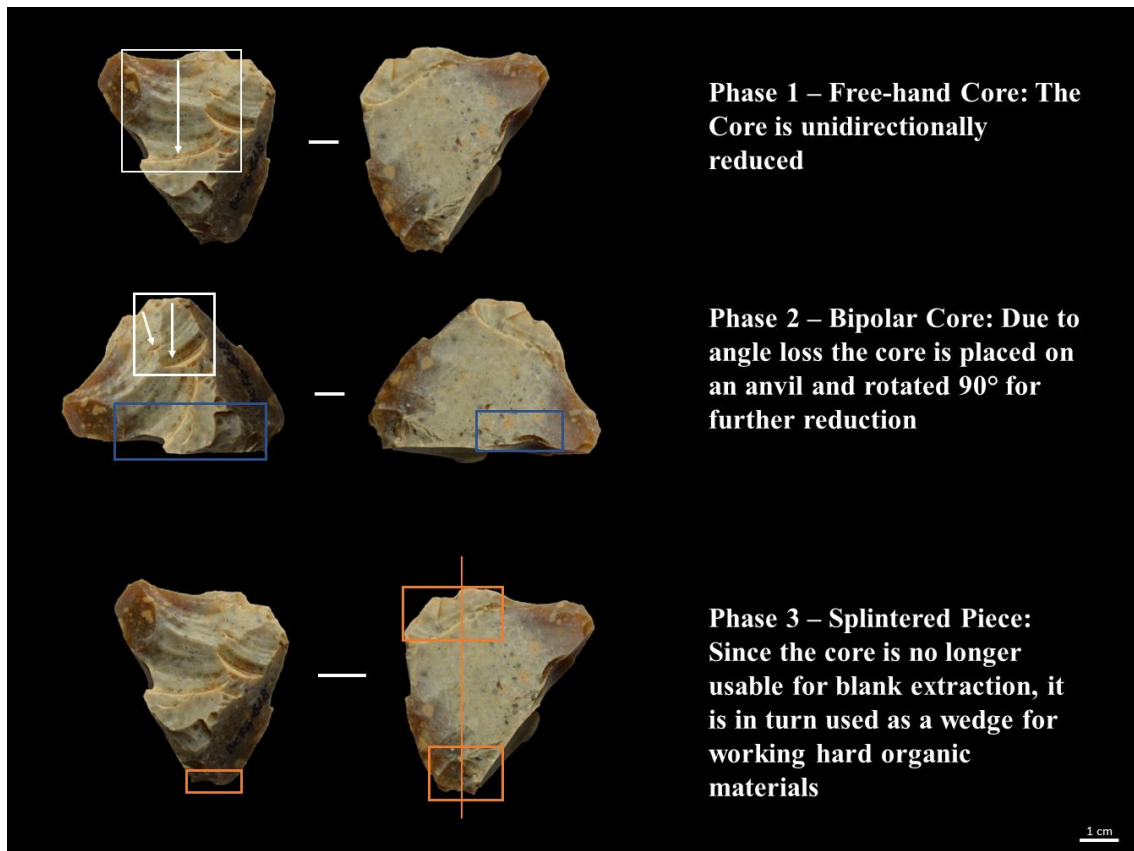 Phase 1 – Free-hand Core: The
Core is unidirectionally
reduced
Phase 2 – Bipolar Core: Due to
angle loss the core is placed on
an anvil and rotated 90° for
further reduction
Phase 3 – Splintered Piece:
Since the core is no longer
usable for blank extraction, it
is in turn used as a wedge for
working hard organic
materials
1 cm